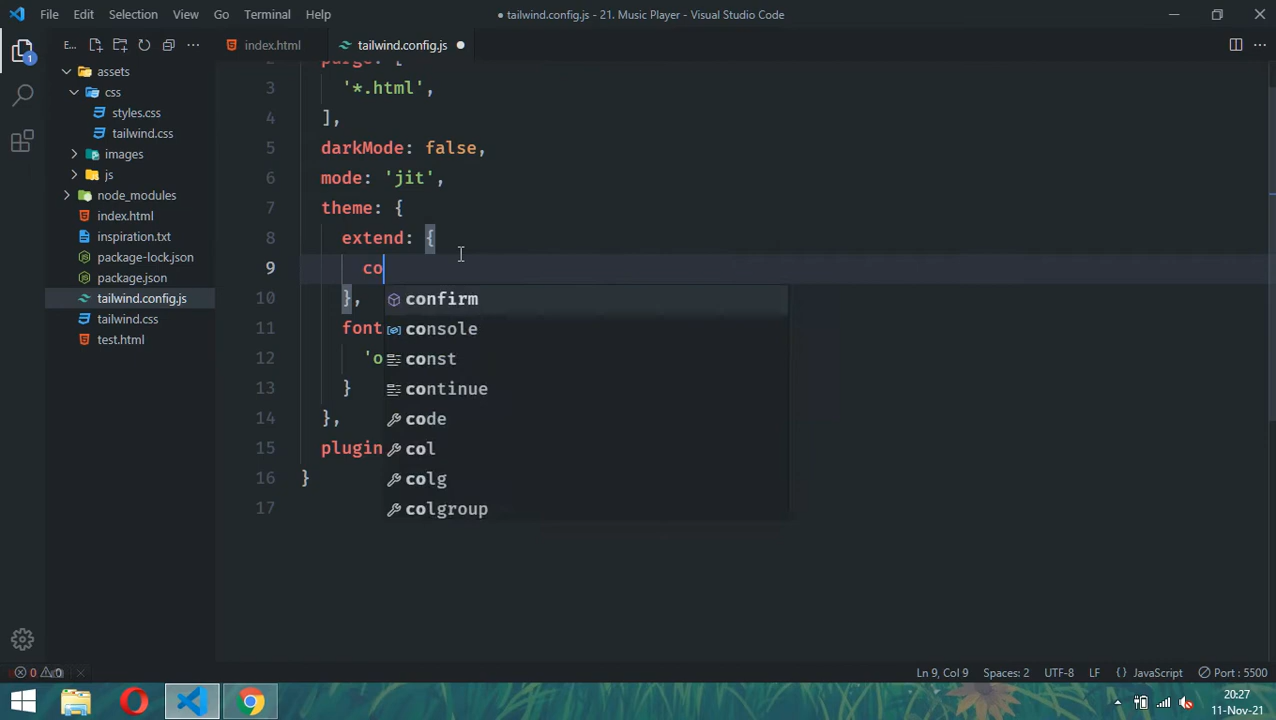 File Edit Selection View Go Terminal Help
● tailwind.config.js - 21. Music Player - Visual Studio Code
E...
index.html
tailwind.config.js
1
assets
css
styles.css
tailwind.css
images
js
node_modules
index.html
inspiration.txt
package-lock.json
package.json
tailwind.config.js
tailwind.css
test.html
3 '*.html',
4 ],
5 darkMode: false,
6 mode: 'jit',
7 theme: {
8 extend: {
9 co
10 },
11 font
12 'o
13 }
14 },
15 plugin
16 }
17
confirm
console
const
continue
code
col
colg
colgroup
0 0
Ln 9, Col 9 Spaces: 2 UTF-8 LF {} JavaScript Port : 5500
20:27
11-Nov-21